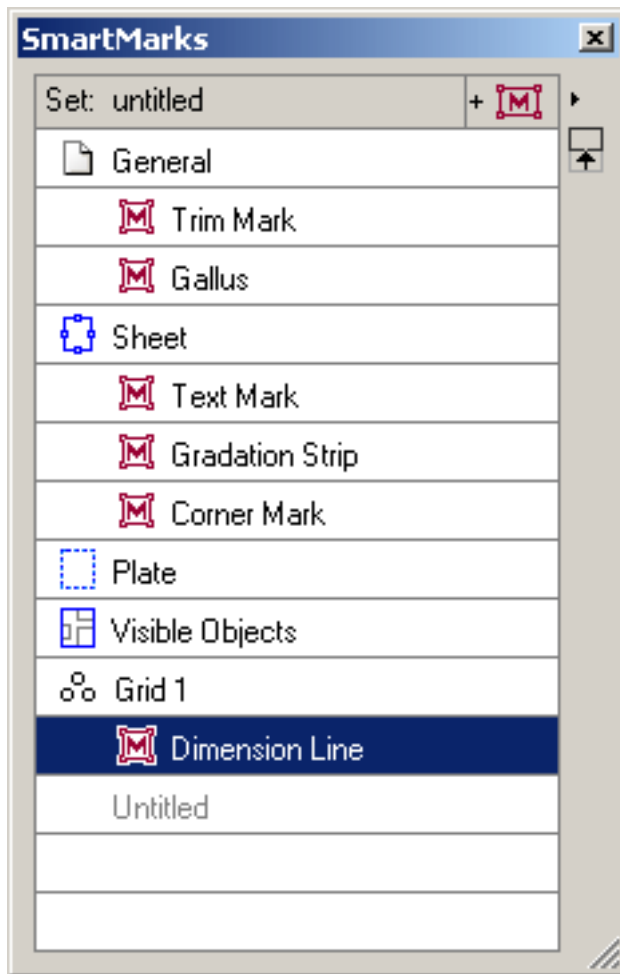 SmartMarks
Set: untitled +
General
Trim Mark
Gallus
Sheet
Text Mark
Gradation Strip
Corner Mark
Plate
Visible Objects
Grid 1
Dimension Line
Untitled